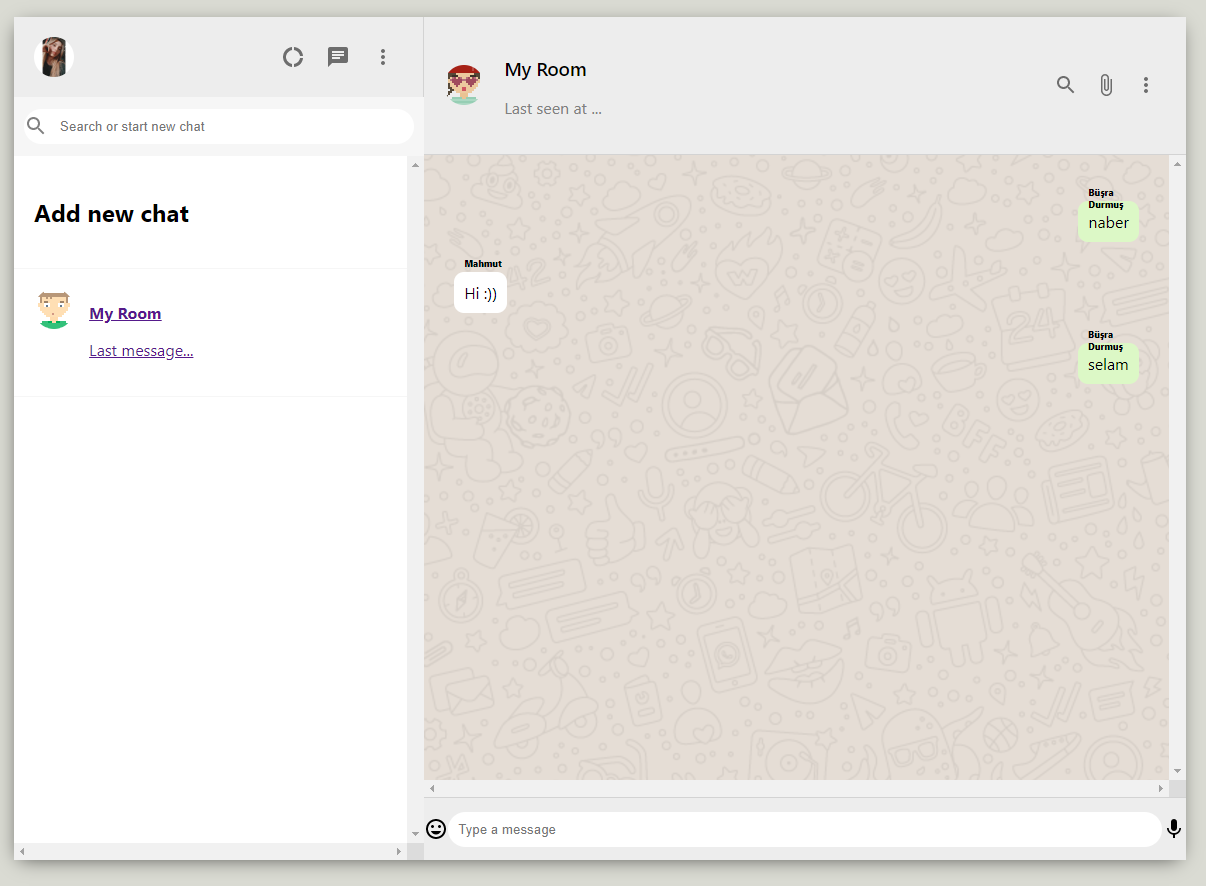 Search or start new chat
Add new chat
My Room
Last message...
My Room
Last seen at ...
Büşra
Durmuş
naber
Mahmut
Hi :))
Büşra
Durmuş
selam
Type a message